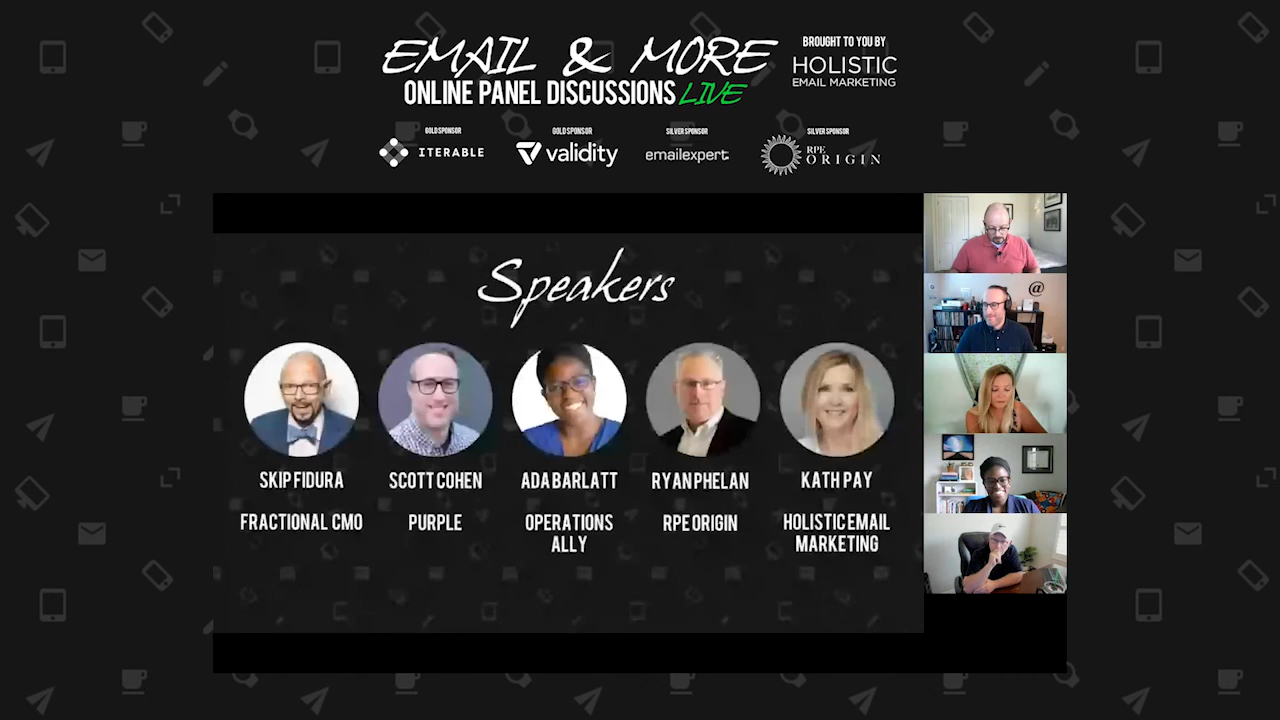 EMAIL & MORE
ONLINE PANEL DISCUSSIONS LIVE
BROUGHT TO YOU BY
HOLISTIC
EMAIL MARKETING
GOLD SPONSOR
ITERABLE
GOLD SPONSOR
validity
SILVER SPONSOR
emailexpert
SILVER SPONSOR
RPE
ORIGIN
Speakers
SKIP FIDURA
SCOTT COHEN
ADA BARLATT
RYAN PHELAN
KATH PAY
FRACTIONAL CMO
PURPLE
OPERATIONS
ALLY
RPE ORIGIN
HOLISTIC EMAIL
MARKETING
@